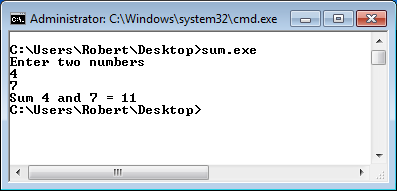 Administrator: C:\Windows\system32\cmd.exe
C:\Users\Robert\Desktop>sum.exe
Enter two numbers
4
7
Sum 4 and 7 = 11
C:\Users\Robert\Desktop>